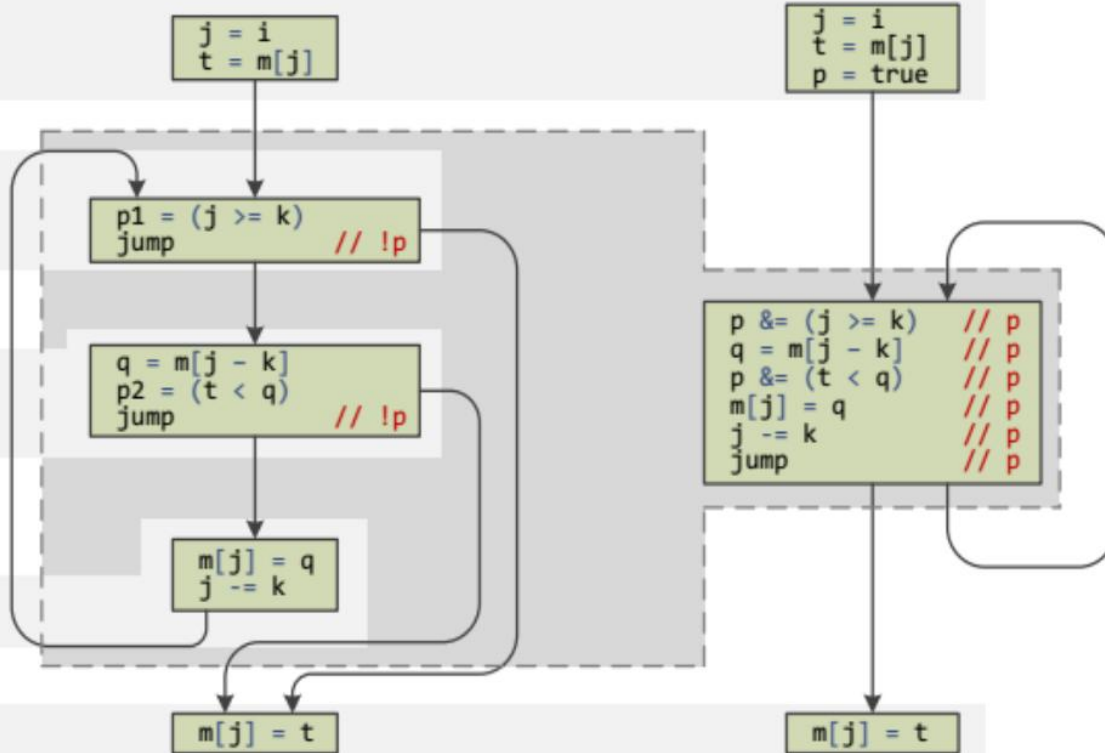 j = i
t = m[j]
p1 = (j >= k)
jump // !p
q = m[j - k]
p2 = (t < q)
jump // !p
m[j] = q
j -= k
m[j] = t
j = i
t = m[j]
p = true
p &= (j >= k) // p
q = m[j - k] // p
p &= (t < q) // p
m[j] = q // p
j -= k // p
jump // p
m[j] = t